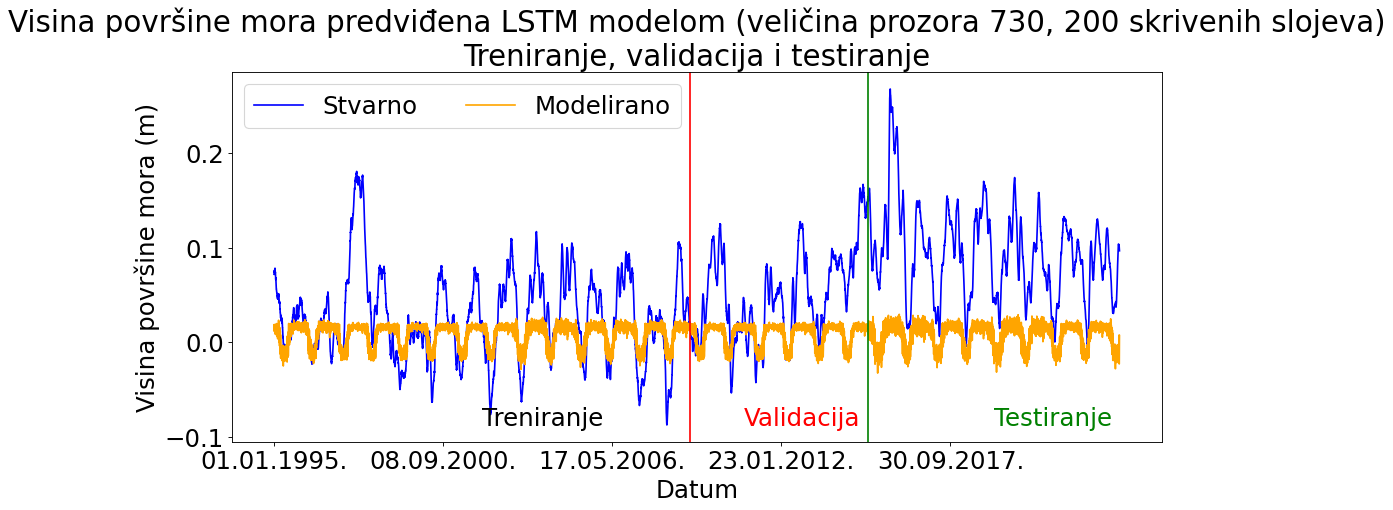 Visina površine mora predviđena LSTM modelom (veličina prozora 730, 200 skrivenih slojeva)
Treniranje, validacija i testiranje
Stvarno
Modelirano
Visina površine mora (m)
0.2
0.1
0.0
−0.1
Treniranje
Validacija
Testiranje
01.01.1995.
08.09.2000.
17.05.2006.
23.01.2012.
30.09.2017.
Datum